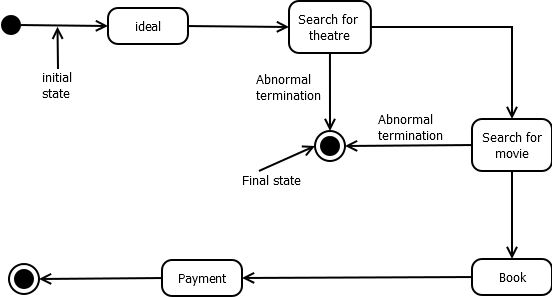 ideal
Search for
theatre
initial
state
Abnormal
termination
Abnormal
termination
Search for
movie
Final state
Payment
Book